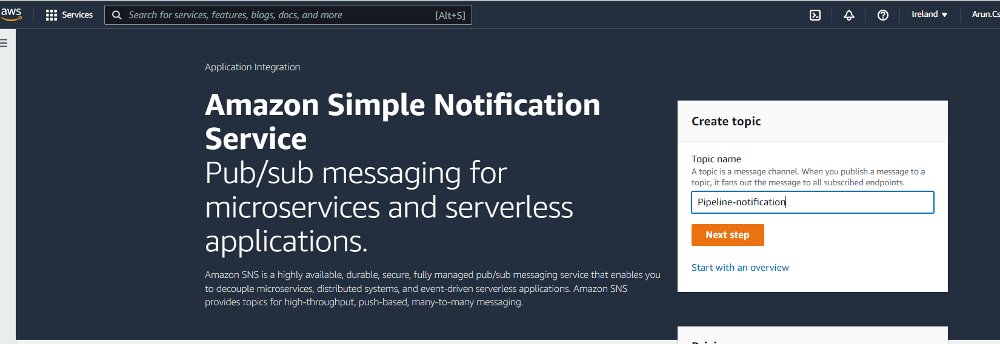 aws
Services
Search for services, features, blogs, docs, and more
[Alt+S]
Ireland
Arun.Cs
Application Integration
Amazon Simple Notification
Service
Pub/sub messaging for
microservices and serverless
applications.
Amazon SNS is a highly available, durable, secure, fully managed pub/sub messaging service that enables you
to decouple microservices, distributed systems, and event-driven serverless applications. Amazon SNS
provides topics for high-throughput, push-based, many-to-many messaging.
Create topic
Topic name
A topic is a message channel. When you publish a message to a
topic, it fans out the message to all subscribed endpoints.
Pipeline-notification
Next step
Start with an overview